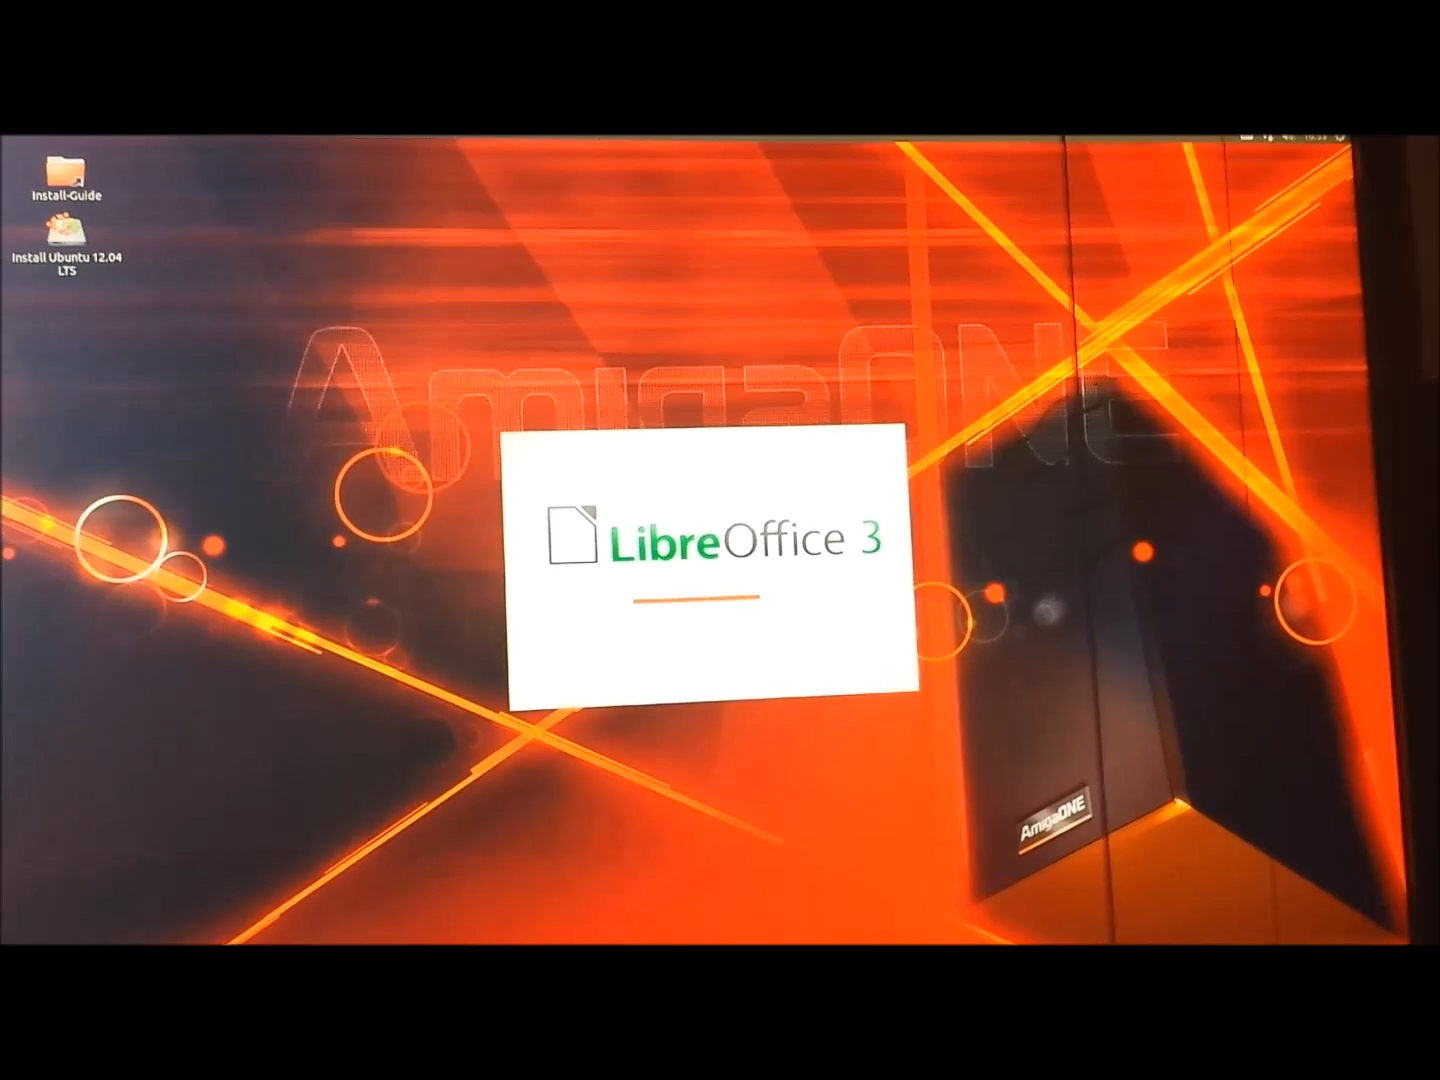 Install-Guide
Install Ubuntu 12.04
LTS
AmigaONE
LibreOffice 3
AmigaONE